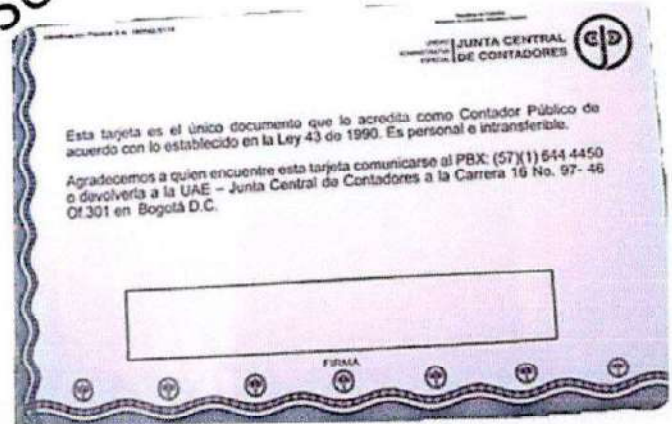 UNIDAD
ADMINISTRATIVA
ESPECIAL
JUNTA CENTRAL
DE CONTADORES
Esta tarjeta es el único documento que lo acredita como Contador Público de
acuerdo con lo establecido en la Ley 43 de 1990. Es personal e intransferible.
Agradecemos a quien encuentre esta tarjeta comunicarse al PBX: (57)(1) 644 4450
o devolverla a la UAE – Junta Central de Contadores a la Carrera 16 No. 97- 46
Of.301 en Bogotá D.C.
FIRMA